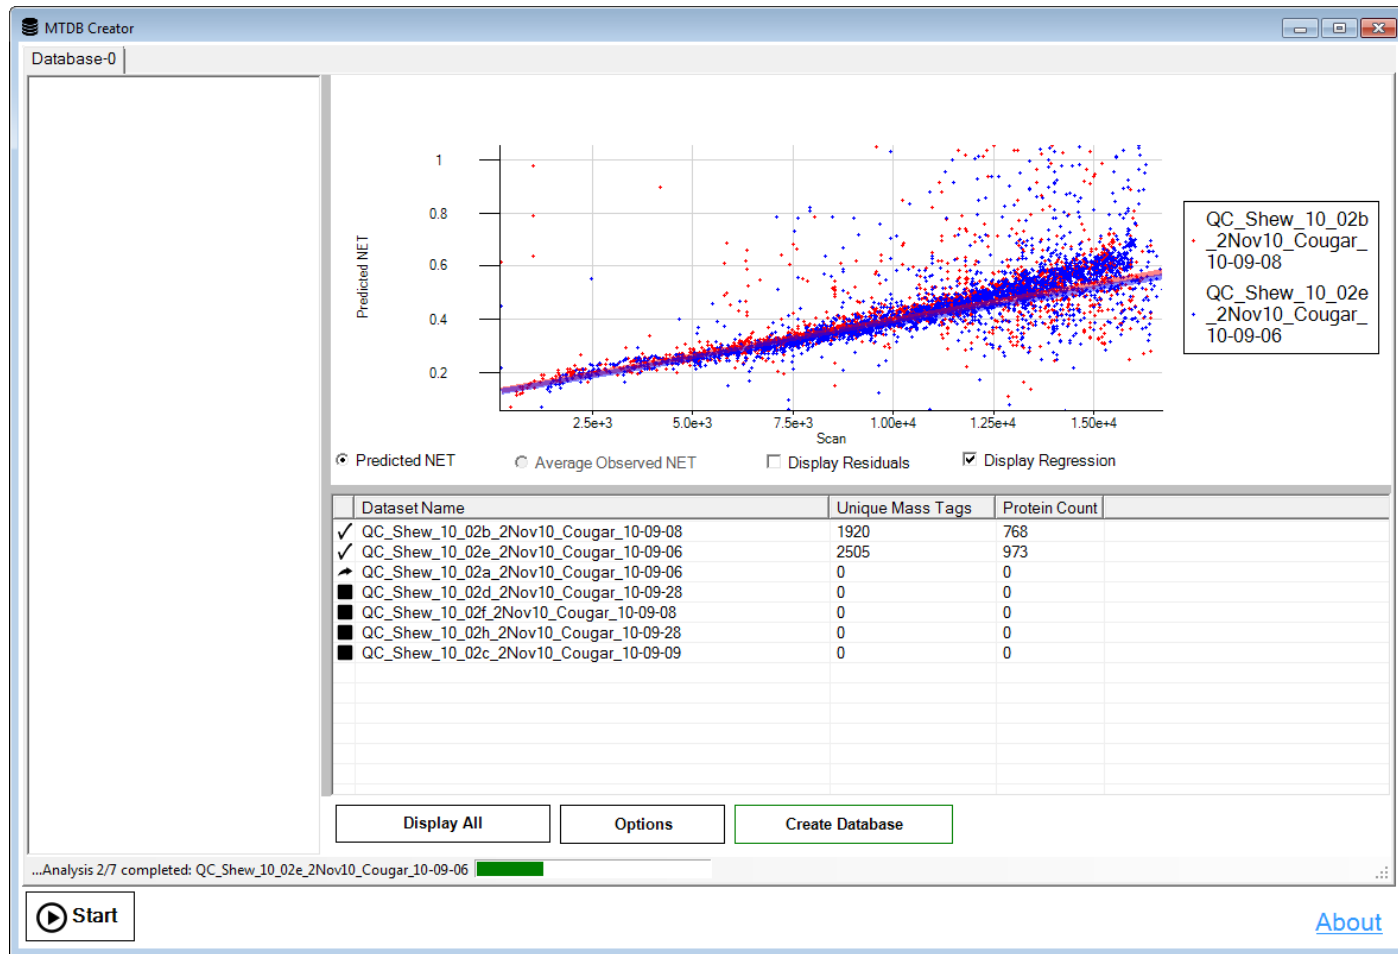 MTDB Creator
Database-0
1
0.8
0.6
0.4
0.2
Predicted NET
2.5e+3 5.0e+3 7.5e+3 1.00e+4 1.25e+4 1.50e+4
Scan
QC_Shew_10_02b
_2Nov10_Cougar_
10-09-08
QC_Shew_10_02e
_2Nov10_Cougar_
10-09-06
Predicted NET Average Observed NET Display Residuals Display Regression
Dataset Name Unique Mass Tags Protein Count
QC_Shew_10_02b_2Nov10_Cougar_10-09-08 1920 768
QC_Shew_10_02e_2Nov10_Cougar_10-09-06 2505 973
QC_Shew_10_02a_2Nov10_Cougar_10-09-06 0 0
QC_Shew_10_02d_2Nov10_Cougar_10-09-28 0 0
QC_Shew_10_02f_2Nov10_Cougar_10-09-08 0 0
QC_Shew_10_02h_2Nov10_Cougar_10-09-28 0 0
QC_Shew_10_02c_2Nov10_Cougar_10-09-09 0 0
Display All Options Create Database
...Analysis 2/7 completed: QC_Shew_10_02e_2Nov10_Cougar_10-09-06
Start
About